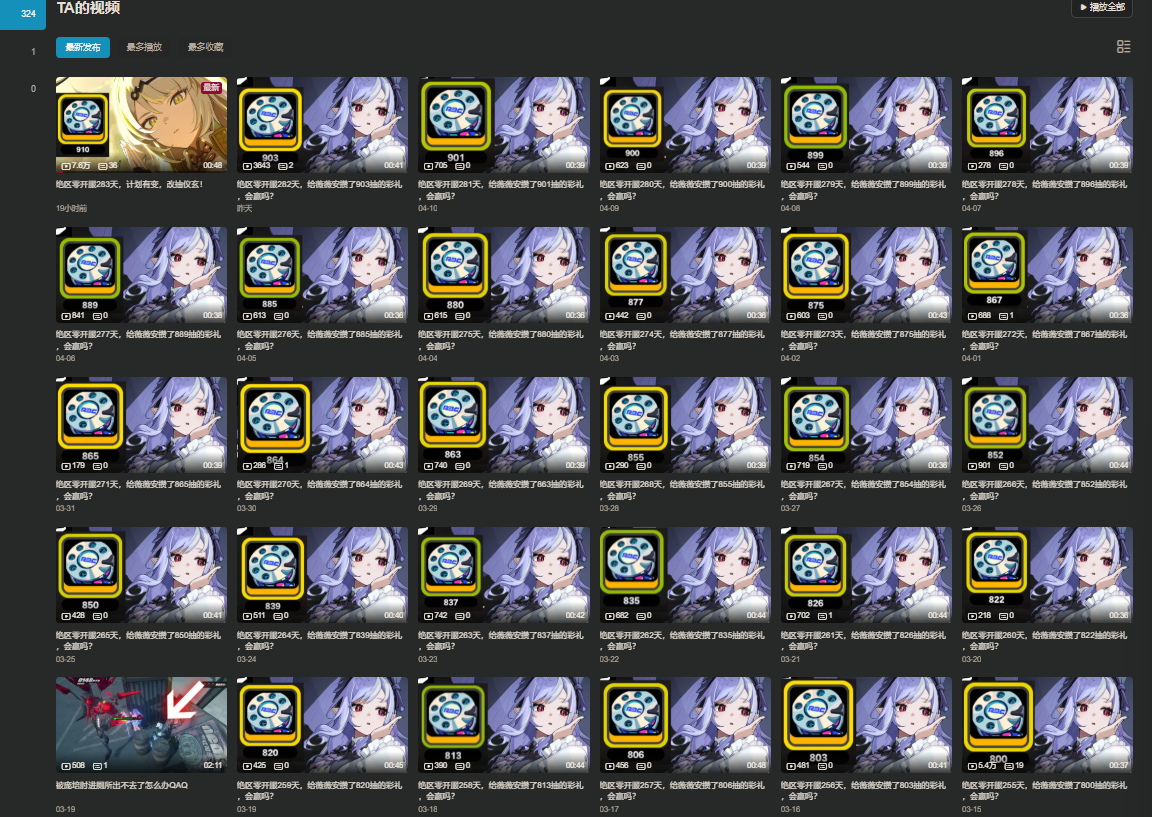 324
TA的视频
播放全部
1
最新发布
最多播放
最多收藏
0
最新
910
7.6万 36 00:48
绝区零开服283天，计划有变，改抽仪玄！
19小时前
903
3643 2 00:41
绝区零开服282天，给薇薇安攒了903抽的彩礼
，会赢吗？
昨天
901
705 0 00:39
绝区零开服281天，给薇薇安攒了901抽的彩礼
，会赢吗？
04-10
900
623 0 00:39
绝区零开服280天，给薇薇安攒了900抽的彩礼
，会赢吗？
04-09
899
544 0 00:39
绝区零开服279天，给薇薇安攒了899抽的彩礼
，会赢吗？
04-08
896
278 0 00:39
绝区零开服278天，给薇薇安攒了896抽的彩礼
，会赢吗？
04-07
889
841 0 00:38
绝区零开服277天，给薇薇安攒了889抽的彩礼
，会赢吗？
04-06
885
613 0 00:36
绝区零开服276天，给薇薇安攒了885抽的彩礼
，会赢吗？
04-05
880
615 0 00:36
绝区零开服275天，给薇薇安攒了880抽的彩礼
，会赢吗？
04-04
877
442 0 00:36
绝区零开服274天，给薇薇安攒了877抽的彩礼
，会赢吗？
04-03
875
603 0 00:43
绝区零开服273天，给薇薇安攒了875抽的彩礼
，会赢吗？
04-02
867
688 1 00:36
绝区零开服272天，给薇薇安攒了867抽的彩礼
，会赢吗？
04-01
865
179 0 00:39
绝区零开服271天，给薇薇安攒了865抽的彩礼
，会赢吗？
03-31
864
286 1 00:43
绝区零开服270天，给薇薇安攒了864抽的彩礼
，会赢吗？
03-30
863
740 0 00:39
绝区零开服269天，给薇薇安攒了863抽的彩礼
，会赢吗？
03-29
855
290 0 00:39
绝区零开服268天，给薇薇安攒了855抽的彩礼
，会赢吗？
03-28
854
719 0 00:36
绝区零开服267天，给薇薇安攒了854抽的彩礼
，会赢吗？
03-27
852
901 0 00:44
绝区零开服266天，给薇薇安攒了852抽的彩礼
，会赢吗？
03-26
850
428 0 00:41
绝区零开服265天，给薇薇安攒了850抽的彩礼
，会赢吗？
03-25
839
511 0 00:40
绝区零开服264天，给薇薇安攒了839抽的彩礼
，会赢吗？
03-24
837
742 0 00:42
绝区零开服263天，给薇薇安攒了837抽的彩礼
，会赢吗？
03-23
835
682 0 00:44
绝区零开服262天，给薇薇安攒了835抽的彩礼
，会赢吗？
03-22
826
702 1 00:44
绝区零开服261天，给薇薇安攒了826抽的彩礼
，会赢吗？
03-21
822
218 0 00:36
绝区零开服260天，给薇薇安攒了822抽的彩礼
，会赢吗？
03-20
508 1 02:11
被庞培肘进厕所出不去了怎么办QAQ
03-19
820
425 0 00:45
绝区零开服259天，给薇薇安攒了820抽的彩礼
，会赢吗？
03-19
813
390 0 00:44
绝区零开服258天，给薇薇安攒了813抽的彩礼
，会赢吗？
03-18
806
456 0 00:48
绝区零开服257天，给薇薇安攒了806抽的彩礼
，会赢吗？
03-17
803
481 0 00:41
绝区零开服256天，给薇薇安攒了803抽的彩礼
，会赢吗？
03-16
800
5.4万 19 00:37
绝区零开服255天，给薇薇安攒了800抽的彩礼
，会赢吗？
03-15